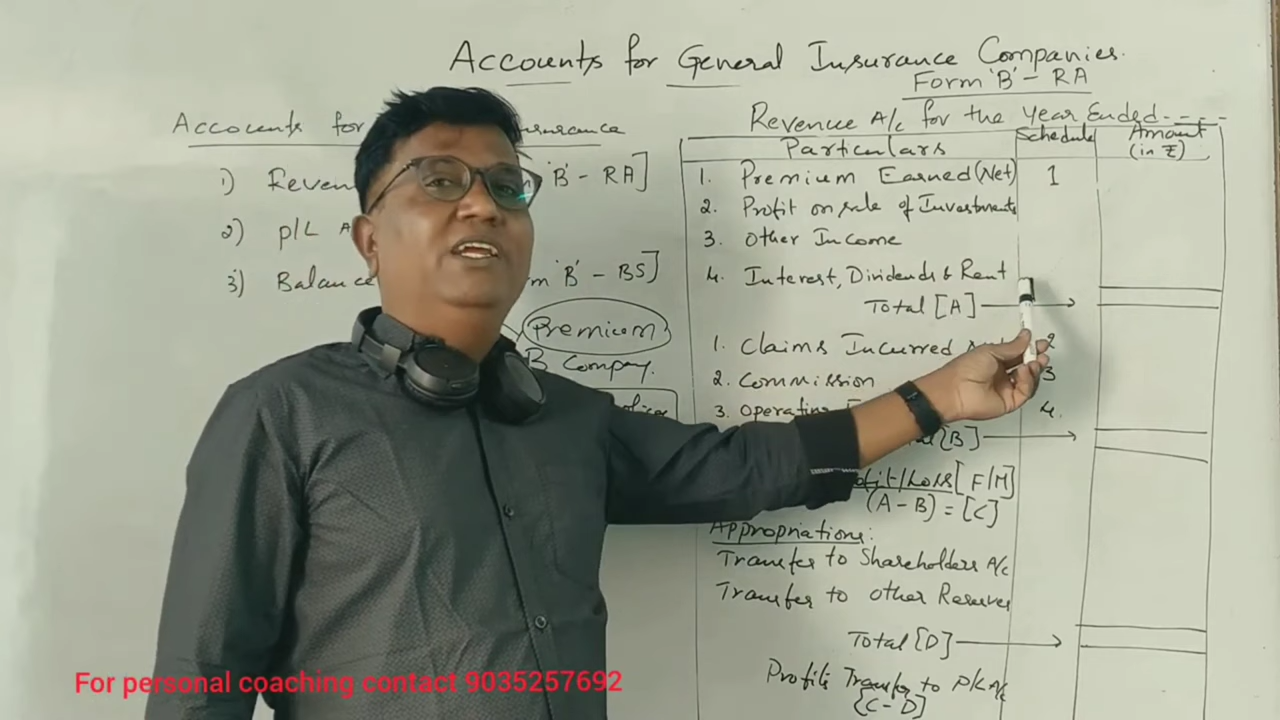 Accounts for General Insurance Companies.
Form 'B' - RA
Accounts for
1) Reven 'B' - RA]
2) P/L A
3) Balance m 'B' - BS]
Premium
B Company.
Revenue A/c for the Year Ended-----
Particulars Schedule Amount (in ₹)
1. Premium Earned (Net) 1
2. Profit on sale of Investments
3. Other Income
4. Interest, Dividends & Rent
Total [A]
1. Claims Incurred 2
2. Commission 3
3. Operating 4.
[B]
Profit/Loss [F/M]
(A - B) = [C]
Appropriations:
Transfer to Shareholders A/c
Transfer to other Reserves
Total [D]
Profits Transfer to P/L A/c
[C - D]
For personal coaching contact 9035257692